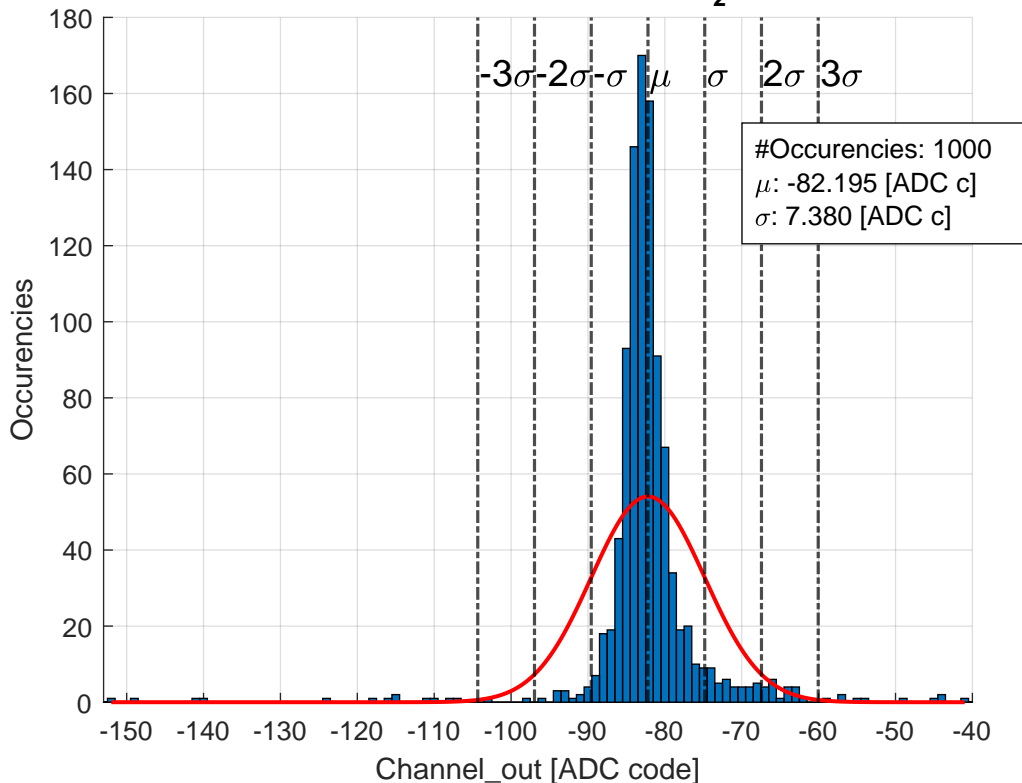 2
180
160
140
120
100
80
60
40
20
0
-3σ -2σ -σ μ σ 2σ 3σ
#Occurencies: 1000
μ: -82.195 [ADC c]
σ: 7.380 [ADC c]
Occurencies
-150 -140 -130 -120 -110 -100 -90 -80 -70 -60 -50 -40
Channel_out [ADC code]